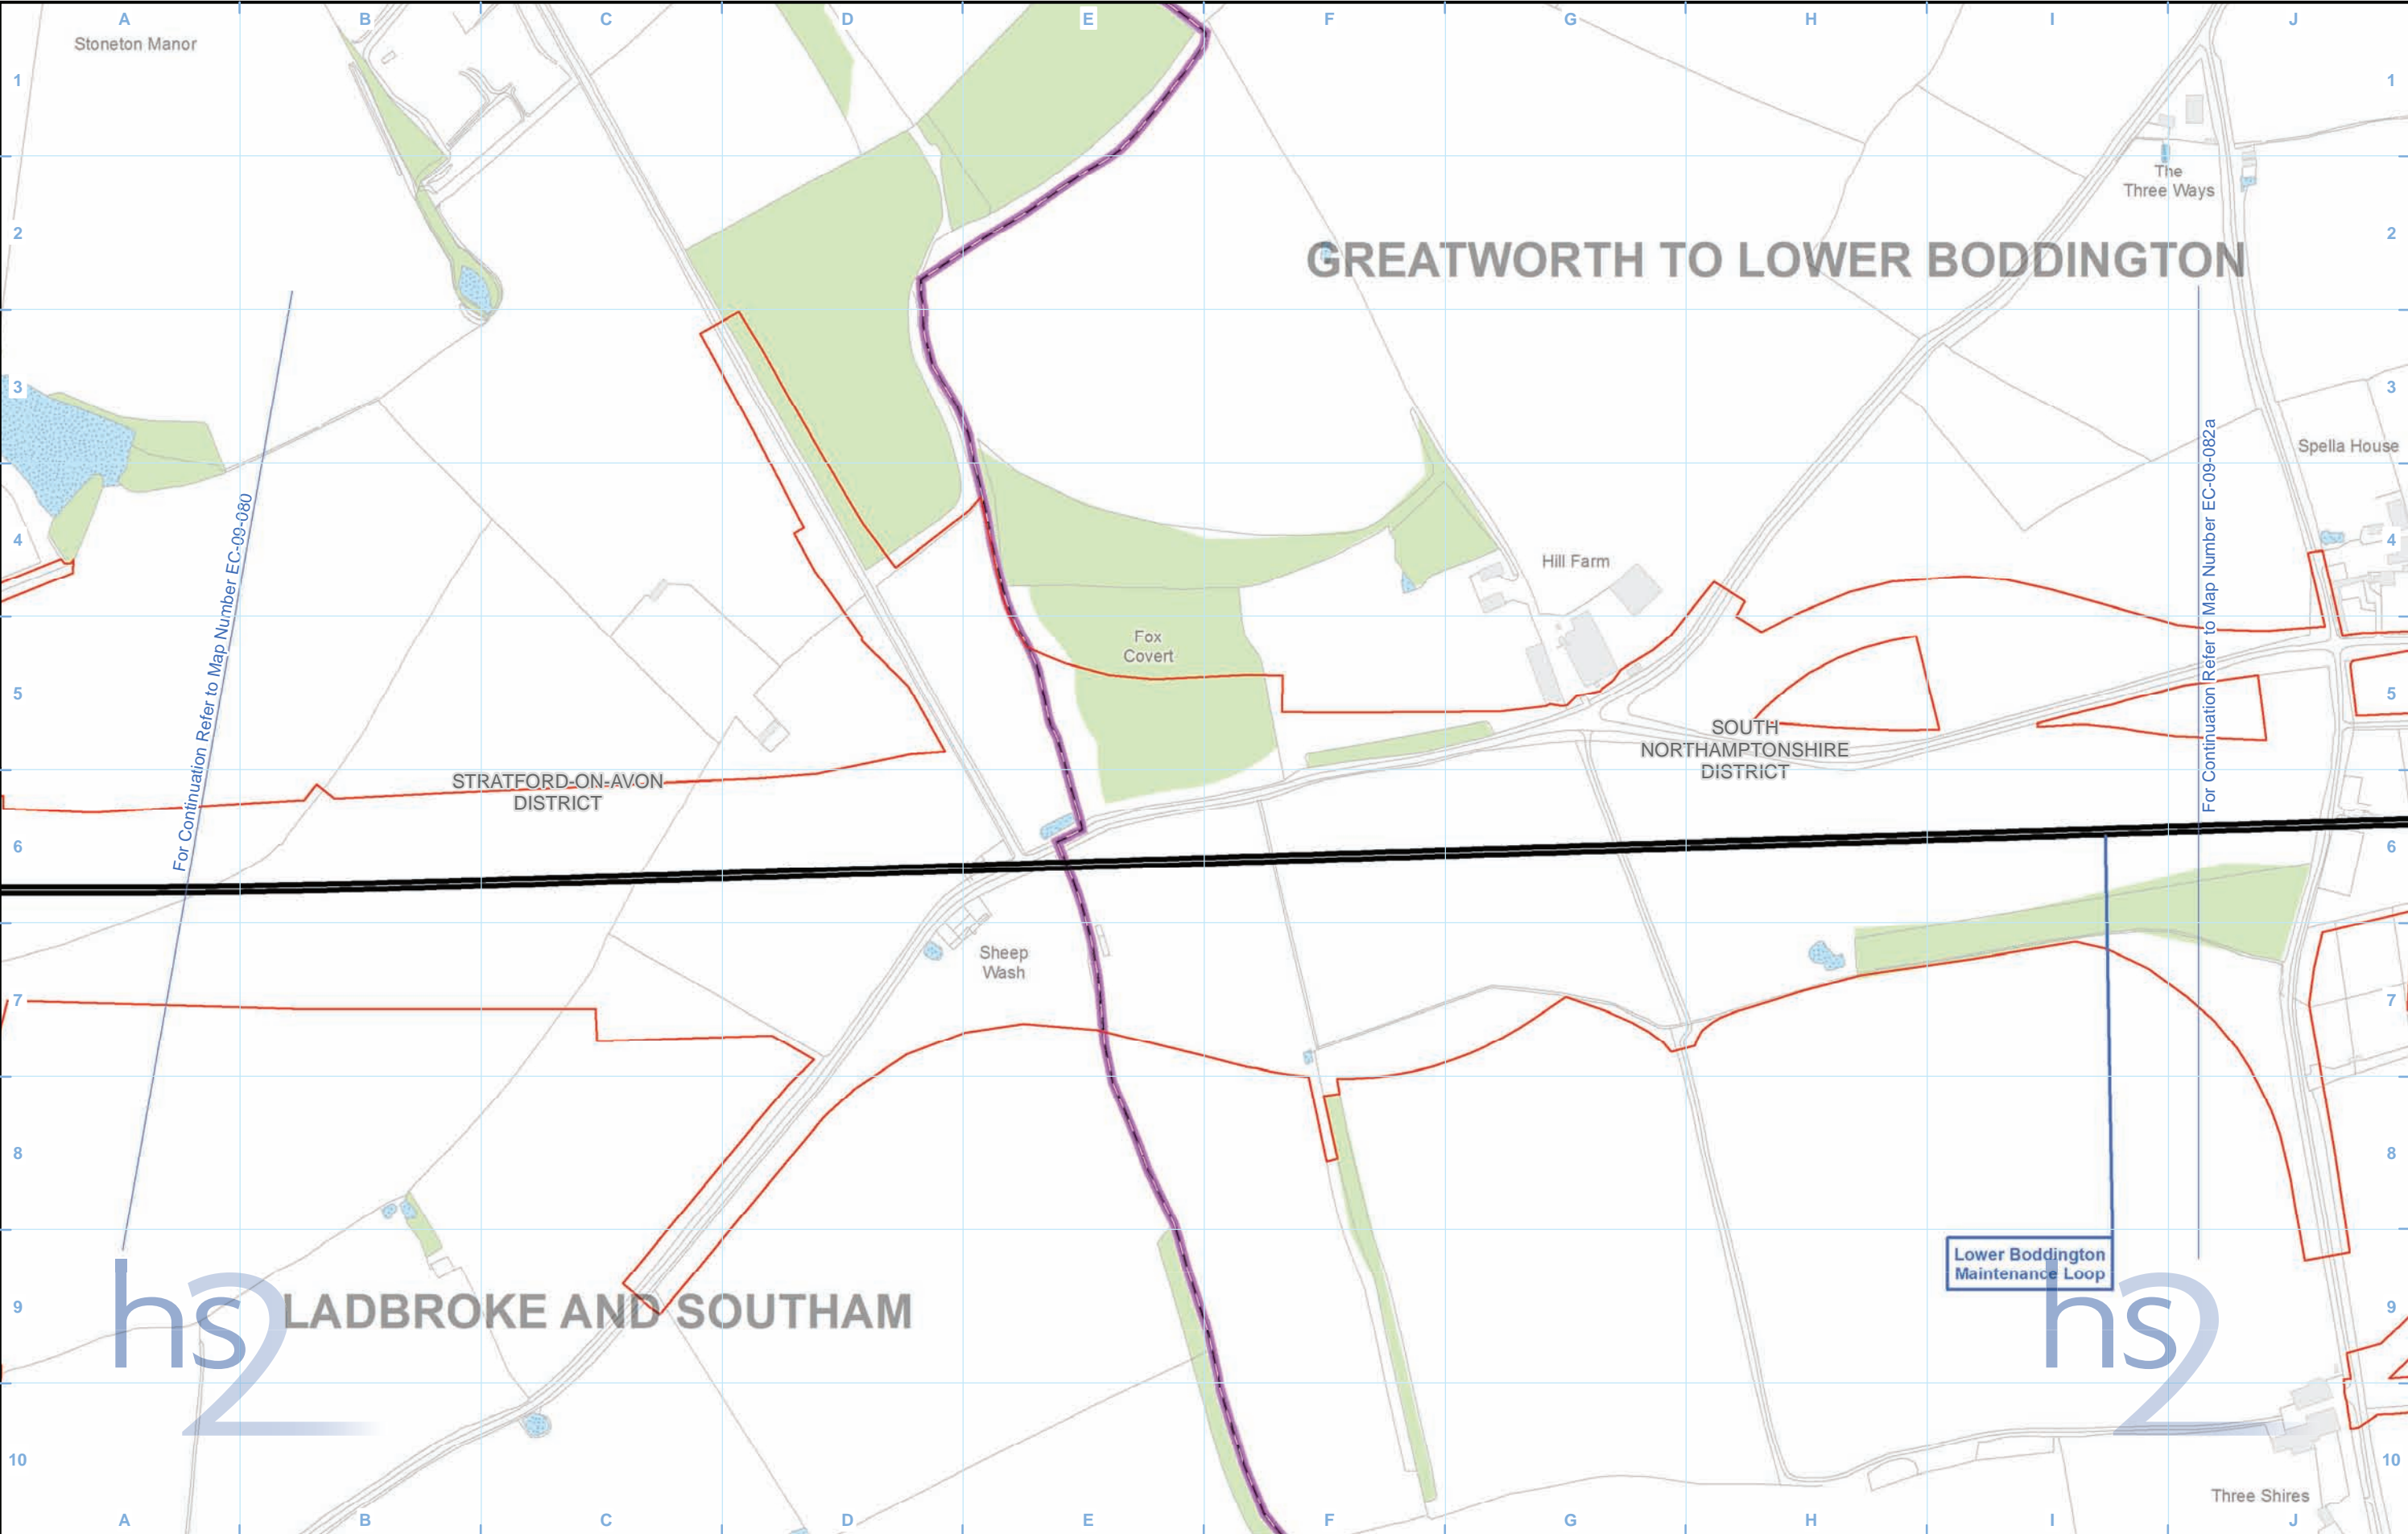 A B C D E F G H I J
Stoneton Manor
1 1
The
Three Ways
2 2
GREATWORTH TO LOWER BODDINGTON
3 3
For Continuation Refer to Map Number EC-09-082a
Spella House
For Continuation Refer to Map Number EC-09-080
4 4
Hill Farm
Fox
Covert
5 5
SOUTH
NORTHAMPTONSHIRE
DISTRICT
STRATFORD-ON-AVON
DISTRICT
6 6
Sheep
Wash
7 7
8 8
Lower Boddington
Maintenance Loop
hs2
hs2
9 9
LADBROKE AND SOUTHAM
10 10
Three Shires
A B C D E F G H I J